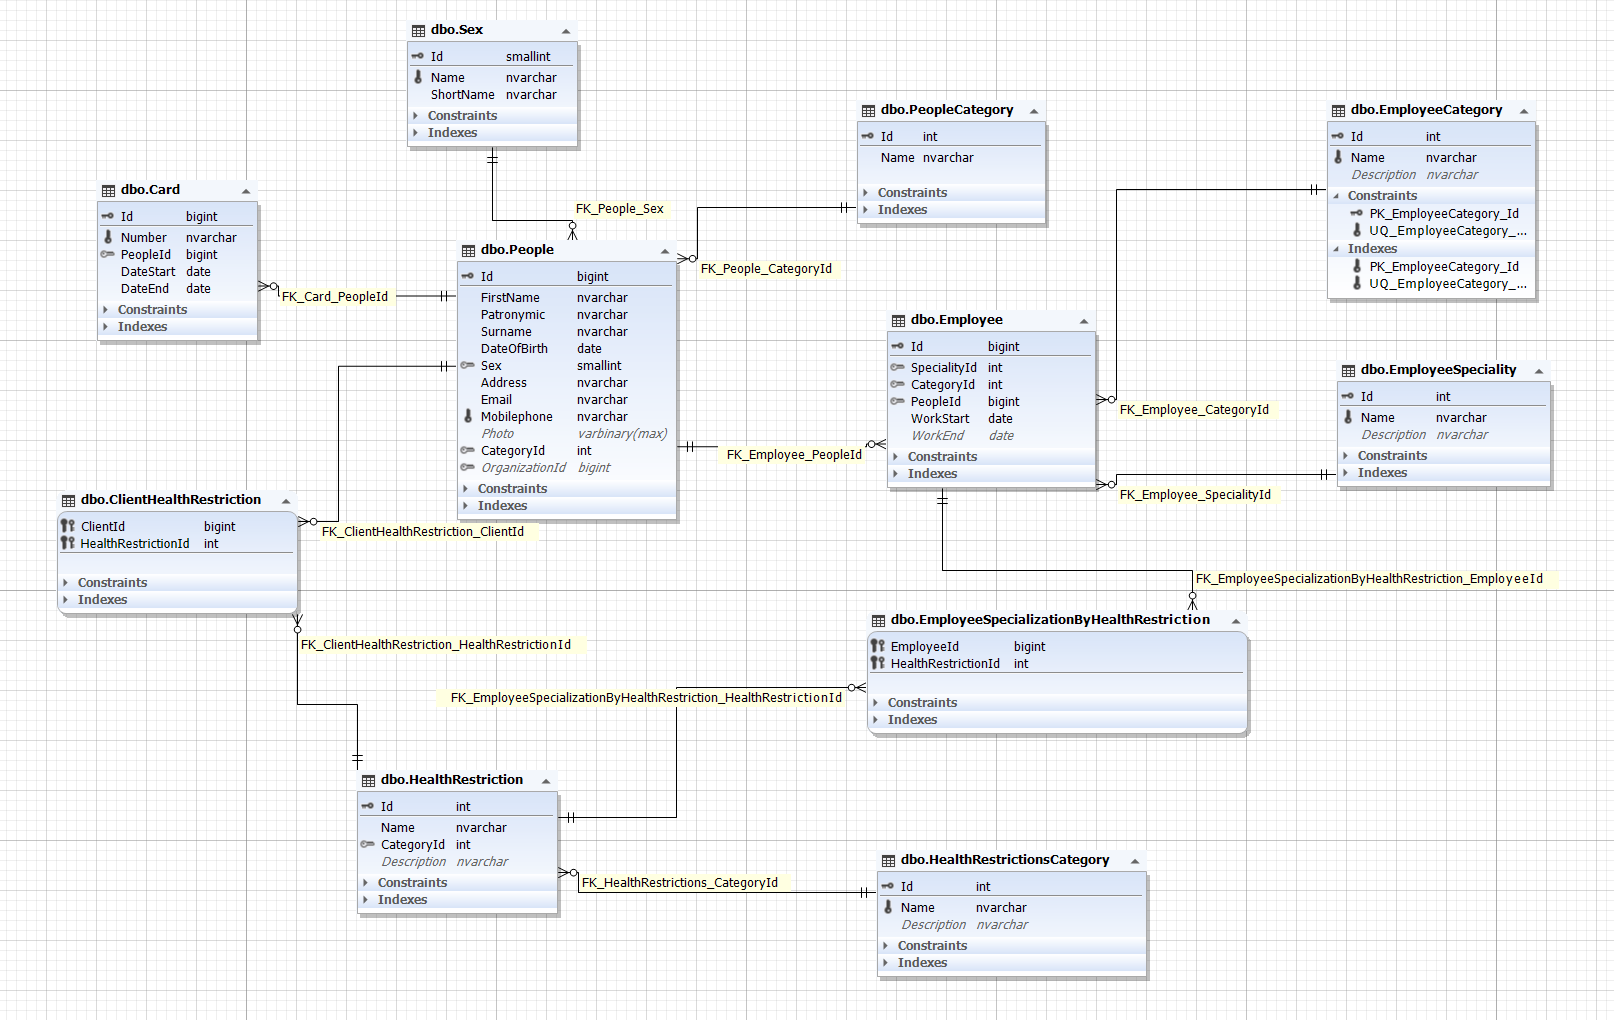 dbo.Sex
Id smallint
Name nvarchar
ShortName nvarchar
Constraints
Indexes
dbo.PeopleCategory
Id int
Name nvarchar
Constraints
Indexes
dbo.EmployeeCategory
Id int
Name nvarchar
Description nvarchar
Constraints
PK_EmployeeCategory_Id
UQ_EmployeeCategory_...
Indexes
PK_EmployeeCategory_Id
UQ_EmployeeCategory_...
dbo.Card
Id bigint
Number nvarchar
PeopleId bigint
DateStart date
DateEnd date
Constraints
Indexes
FK_People_Sex
FK_People_CategoryId
FK_Card_PeopleId
dbo.People
Id bigint
FirstName nvarchar
Patronymic nvarchar
Surname nvarchar
DateOfBirth date
Sex smallint
Address nvarchar
Email nvarchar
Mobilephone nvarchar
Photo varbinary(max)
CategoryId int
OrganizationId bigint
Constraints
Indexes
dbo.Employee
Id bigint
SpecialityId int
CategoryId int
PeopleId bigint
WorkStart date
WorkEnd date
Constraints
Indexes
FK_Employee_CategoryId
FK_Employee_PeopleId
FK_Employee_SpecialityId
dbo.EmployeeSpeciality
Id int
Name nvarchar
Description nvarchar
Constraints
Indexes
dbo.ClientHealthRestriction
ClientId bigint
HealthRestrictionId int
Constraints
Indexes
FK_ClientHealthRestriction_ClientId
FK_EmployeeSpecializationByHealthRestriction_EmployeeId
FK_ClientHealthRestriction_HealthRestrictionId
dbo.EmployeeSpecializationByHealthRestriction
EmployeeId bigint
HealthRestrictionId int
Constraints
Indexes
FK_EmployeeSpecializationByHealthRestriction_HealthRestrictionId
dbo.HealthRestriction
Id int
Name nvarchar
CategoryId int
Description nvarchar
Constraints
Indexes
FK_HealthRestrictions_CategoryId
dbo.HealthRestrictionsCategory
Id int
Name nvarchar
Description nvarchar
Constraints
Indexes